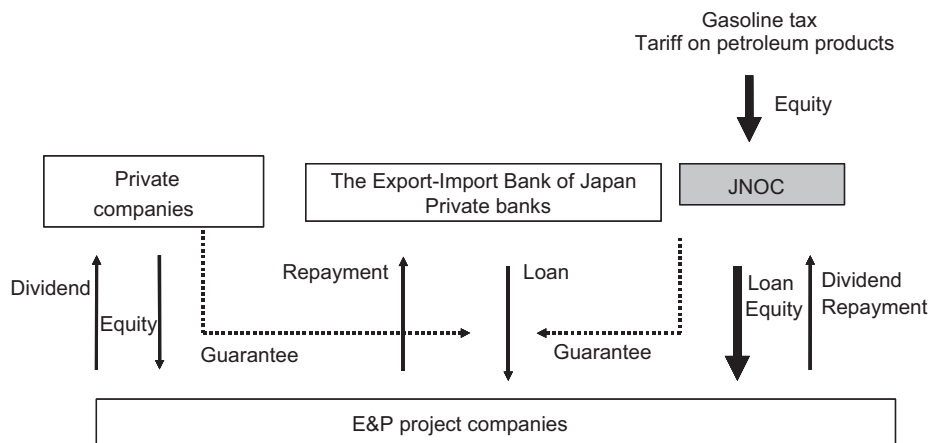 Gasoline tax
Tariff on petroleum products
Equity
Private
companies
The Export-Import Bank of Japan
Private banks
JNOC
Dividend
Equity
Repayment
Loan
Loan
Equity
Dividend
Repayment
Guarantee
Guarantee
E&P project companies